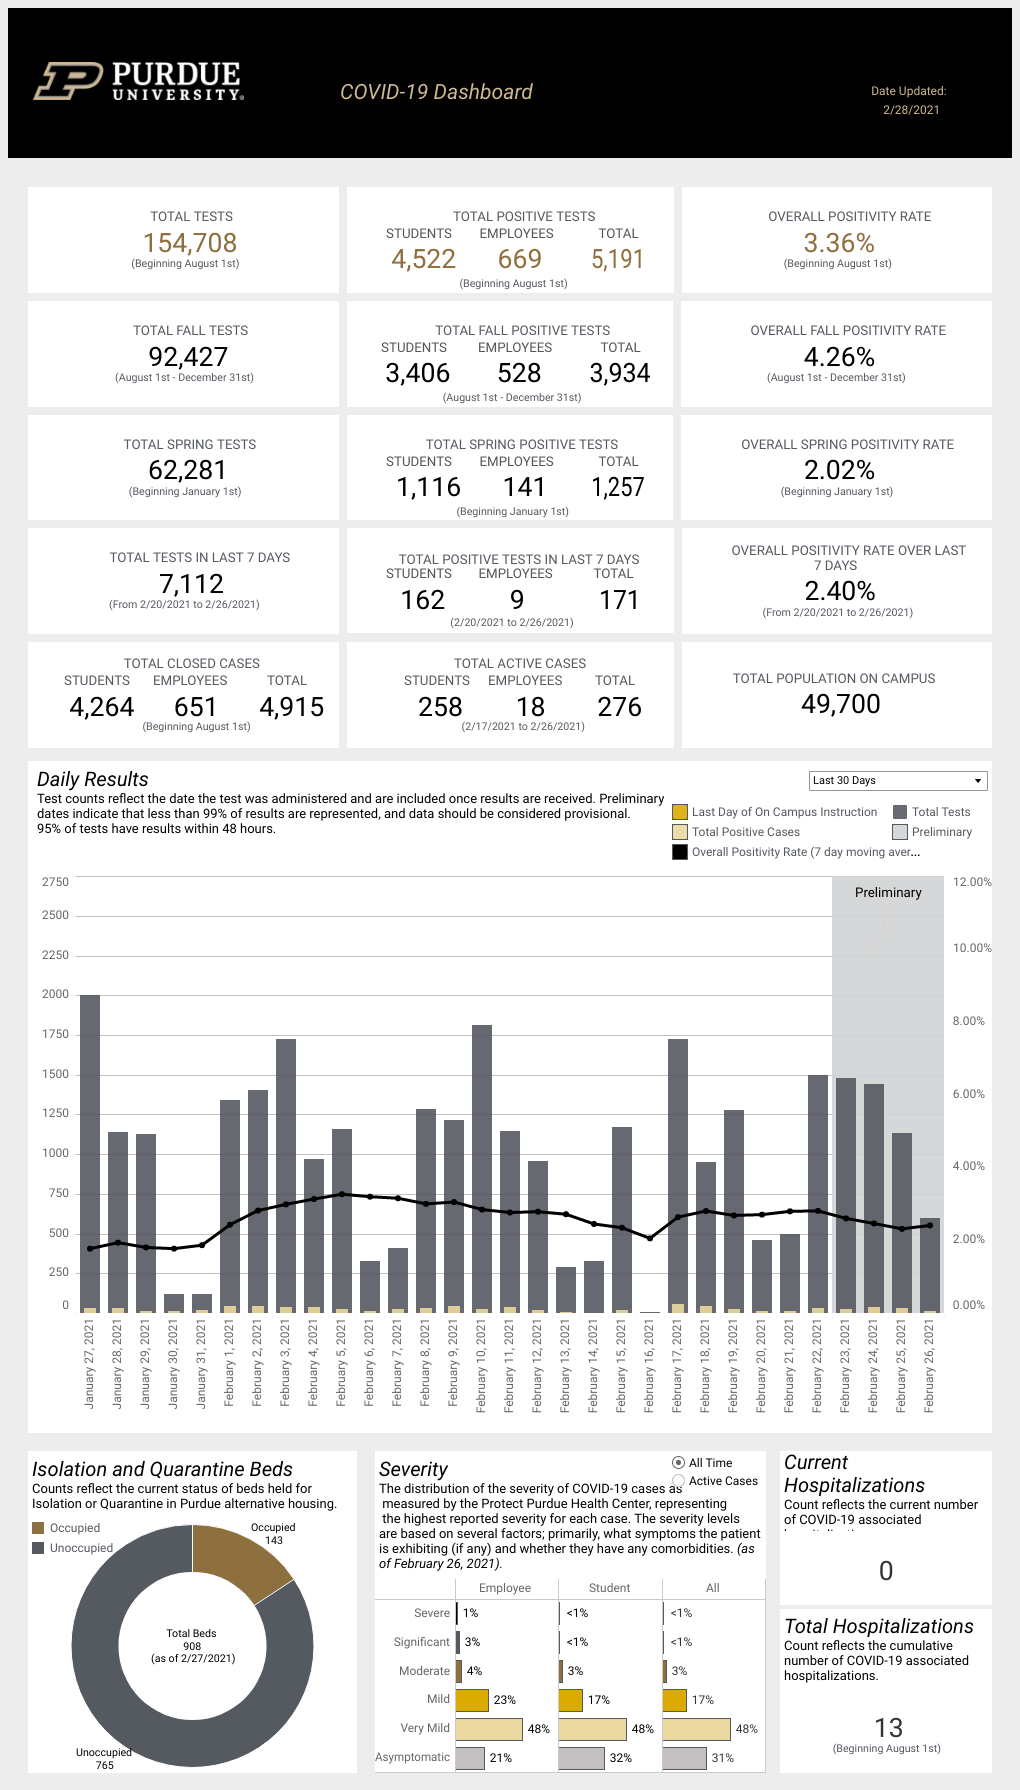 PURDUE
UNIVERSITY®
COVID-19 Dashboard
Date Updated:
2/28/2021
TOTAL TESTS
154,708
(Beginning August 1st)
TOTAL POSITIVE TESTS
STUDENTS EMPLOYEES TOTAL
4,522 669 5,191
(Beginning August 1st)
OVERALL POSITIVITY RATE
3.36%
(Beginning August 1st)
TOTAL FALL TESTS
92,427
(August 1st - December 31st)
TOTAL FALL POSITIVE TESTS
STUDENTS EMPLOYEES TOTAL
3,406 528 3,934
(August 1st - December 31st)
OVERALL FALL POSITIVITY RATE
4.26%
(August 1st - December 31st)
TOTAL SPRING TESTS
62,281
(Beginning January 1st)
TOTAL SPRING POSITIVE TESTS
STUDENTS EMPLOYEES TOTAL
1,116 141 1,257
(Beginning January 1st)
OVERALL SPRING POSITIVITY RATE
2.02%
(Beginning January 1st)
TOTAL TESTS IN LAST 7 DAYS
7,112
(From 2/20/2021 to 2/26/2021)
TOTAL POSITIVE TESTS IN LAST 7 DAYS
STUDENTS EMPLOYEES TOTAL
162 9 171
(2/20/2021 to 2/26/2021)
OVERALL POSITIVITY RATE OVER LAST
7 DAYS
2.40%
(From 2/20/2021 to 2/26/2021)
TOTAL CLOSED CASES
STUDENTS EMPLOYEES TOTAL
4,264 651 4,915
(Beginning August 1st)
TOTAL ACTIVE CASES
STUDENTS EMPLOYEES TOTAL
258 18 276
(2/17/2021 to 2/26/2021)
TOTAL POPULATION ON CAMPUS
49,700
Daily Results
Test counts reflect the date the test was administered and are included once results are received. Preliminary
dates indicate that less than 99% of results are represented, and data should be considered provisional.
95% of tests have results within 48 hours.
Last 30 Days
Last Day of On Campus Instruction
Total Tests
Total Positive Cases
Preliminary
Overall Positivity Rate (7 day moving aver...
Preliminary
2750
2500
2250
2000
1750
1500
1250
1000
750
500
250
0
12.00%
10.00%
8.00%
6.00%
4.00%
2.00%
0.00%
January 27, 2021
January 28, 2021
January 29, 2021
January 30, 2021
January 31, 2021
February 1, 2021
February 2, 2021
February 3, 2021
February 4, 2021
February 5, 2021
February 6, 2021
February 7, 2021
February 8, 2021
February 9, 2021
February 10, 2021
February 11, 2021
February 12, 2021
February 13, 2021
February 14, 2021
February 15, 2021
February 16, 2021
February 17, 2021
February 18, 2021
February 19, 2021
February 20, 2021
February 21, 2021
February 22, 2021
February 23, 2021
February 24, 2021
February 25, 2021
February 26, 2021
Isolation and Quarantine Beds
Counts reflect the current status of beds held for
Isolation or Quarantine in Purdue alternative housing.
Occupied
Unoccupied
Occupied
143
Total Beds
908
(as of 2/27/2021)
Unoccupied
765
Severity
All Time
Active Cases
The distribution of the severity of COVID-19 cases as
measured by the Protect Purdue Health Center, representing
the highest reported severity for each case. The severity levels
are based on several factors; primarily, what symptoms the patient
is exhibiting (if any) and whether they have any comorbidities. (as
of February 26, 2021).
Employee Student All
Severe 1% <1% <1%
Significant 3% <1% <1%
Moderate 4% 3% 3%
Mild 23% 17% 17%
Very Mild 48% 48% 48%
Asymptomatic 21% 32% 31%
Current
Hospitalizations
Count reflects the current number
of COVID-19 associated
0
Total Hospitalizations
Count reflects the cumulative
number of COVID-19 associated
hospitalizations.
13
(Beginning August 1st)